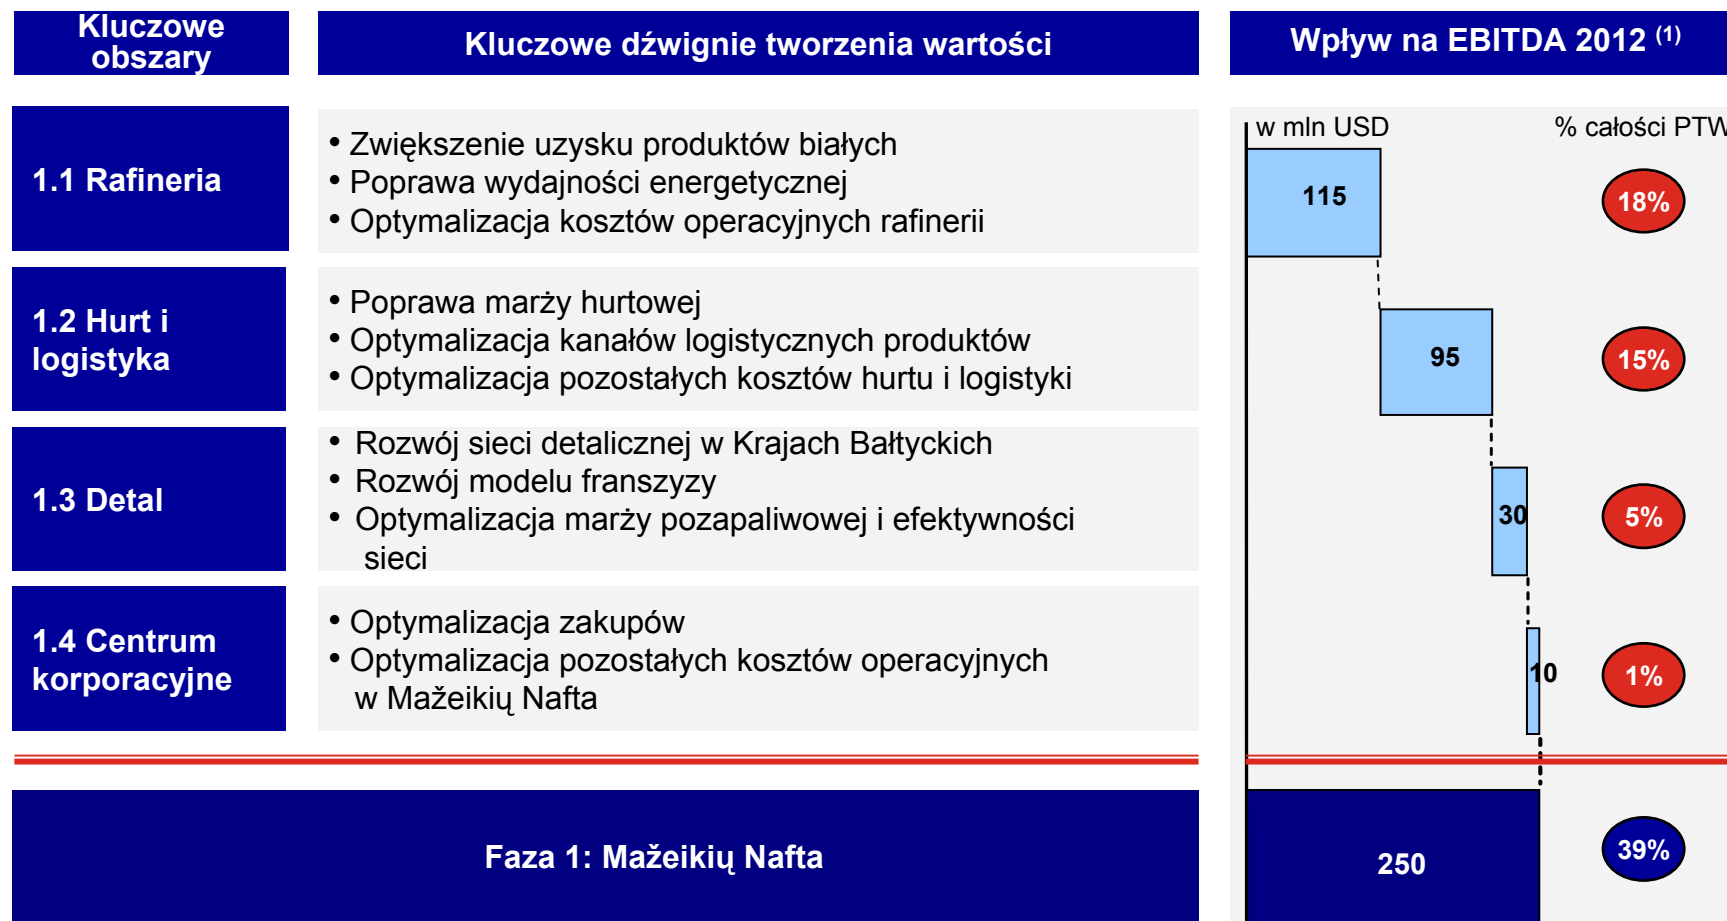 Kluczowe
obszary
Kluczowe dźwignie tworzenia wartości
Wpływ na EBITDA 2012 (1)
w mln USD
% całości PTW
1.1 Rafineria
• Zwiększenie uzysku produktów białych
• Poprawa wydajności energetycznej
• Optymalizacja kosztów operacyjnych rafinerii
115
18%
1.2 Hurt i
logistyka
• Poprawa marży hurtowej
• Optymalizacja kanałów logistycznych produktów
• Optymalizacja pozostałych kosztów hurtu i logistyki
95
15%
1.3 Detal
• Rozwój sieci detalicznej w Krajach Bałtyckich
• Rozwój modelu franszyzy
• Optymalizacja marży pozapaliwowej i efektywności
sieci
30
5%
1.4 Centrum
korporacyjne
• Optymalizacja zakupów
• Optymalizacja pozostałych kosztów operacyjnych
w Mažeikių Nafta
10
1%
Faza 1: Mažeikių Nafta
250
39%